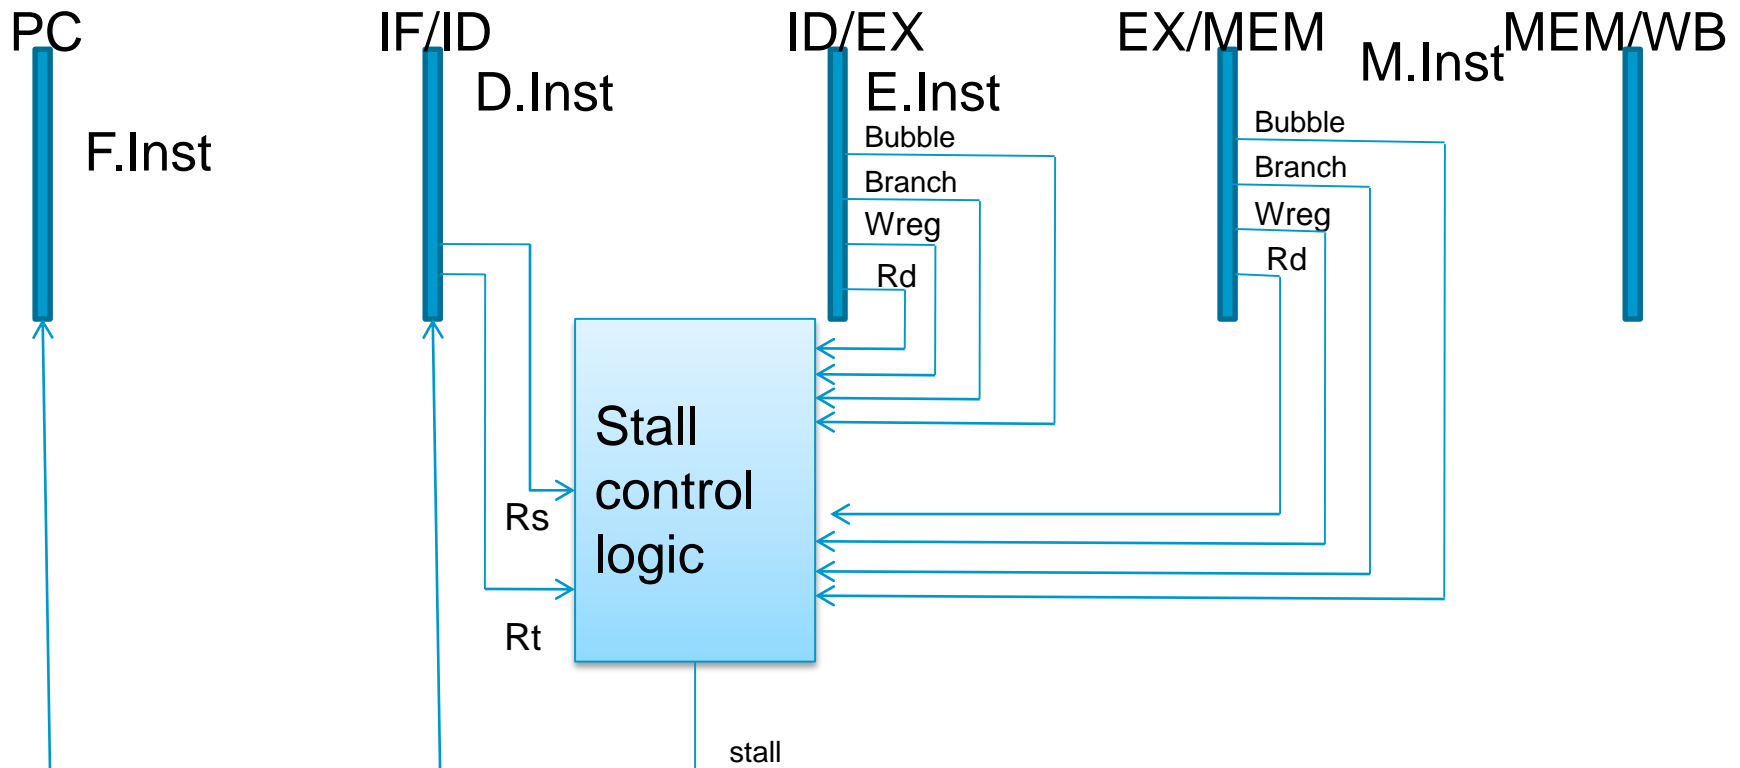 PC
IF/ID
ID/EX
EX/MEM
MEM/WB
F.Inst
D.Inst
E.Inst
M.Inst
Bubble
Branch
Wreg
Rd
Bubble
Branch
Wreg
Rd
Stall
control
logic
Rs
Rt
stall